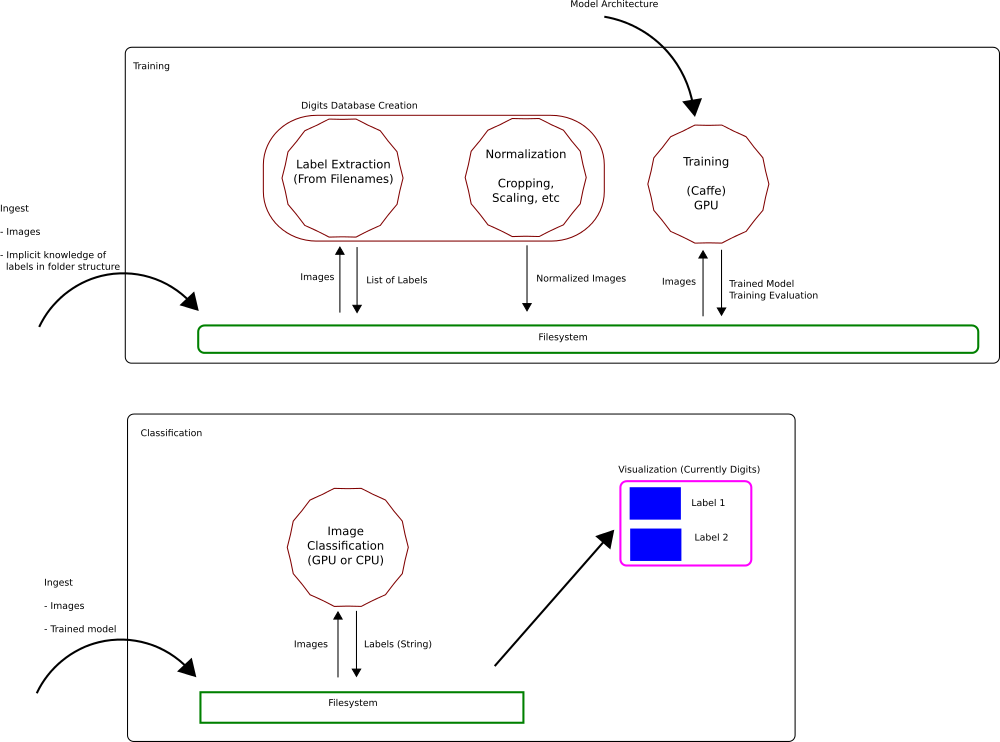 Model Architecture
Training
Digits Database Creation
Label Extraction
(From Filenames)
Normalization
Cropping,
Scaling, etc
Training
(Caffe)
GPU
Ingest
- Images
- Implicit knowledge of
labels in folder structure
Images
List of Labels
Normalized Images
Images
Trained Model
Training Evaluation
Filesystem
Classification
Visualization (Currently Digits)
Label 1
Label 2
Image
Classification
(GPU or CPU)
Ingest
- Images
- Trained model
Images
Labels (String)
Filesystem